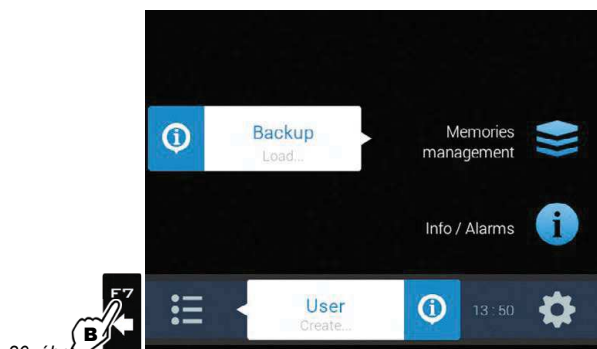 Backup
Load...
Memories
management
Info / Alarms
F7
B
User
Create...
13:50